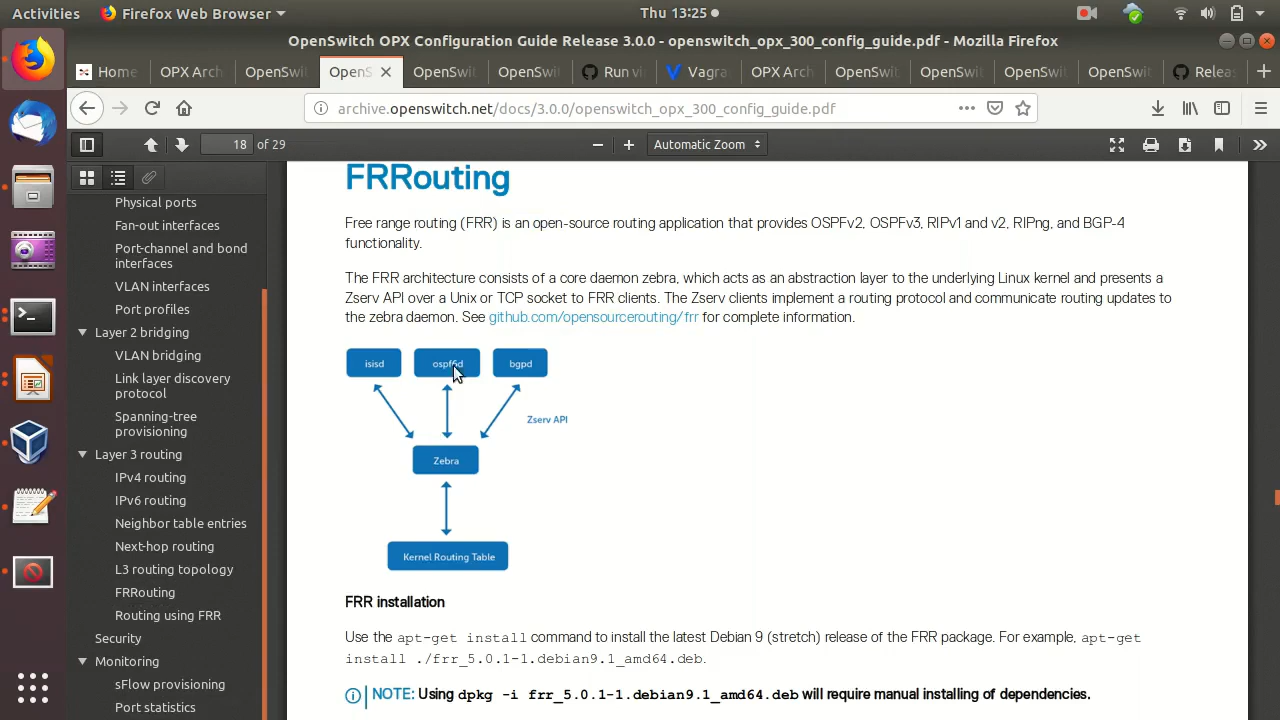 Activities
Firefox Web Browser
Thu 13:25
OpenSwitch OPX Configuration Guide Release 3.0.0 - openswitch_opx_300_config_guide.pdf - Mozilla Firefox
Home
OPX Arch
OpenSwit
OpenS
OpenSwit
OpenSwit
Run vi
Vagra
OPX Arc
OpenSwit
OpenSwit
OpenSwit
OpenSwit
Relea
archive.openswitch.net/docs/3.0.0/openswitch_opx_300_config_guide.pdf
18 of 29
Automatic Zoom
Physical ports
Fan-out interfaces
Port-channel and bond
interfaces
VLAN interfaces
Port profiles
Layer 2 bridging
VLAN bridging
Link layer discovery
protocol
Spanning-tree
provisioning
Layer 3 routing
IPv4 routing
IPv6 routing
Neighbor table entries
Next-hop routing
L3 routing topology
FRRouting
Routing using FRR
Security
Monitoring
sFlow provisioning
Port statistics
FRRouting
Free range routing (FRR) is an open-source routing application that provides OSPFv2, OSPFv3, RIPv1 and v2, RIPng, and BGP-4
functionality.
The FRR architecture consists of a core daemon zebra, which acts as an abstraction layer to the underlying Linux kernel and presents a
Zserv API over a Unix or TCP socket to FRR clients. The Zserv clients implement a routing protocol and communicate routing updates to
the zebra daemon. See github.com/opensourcerouting/frr for complete information.
isisd
ospf6d
bgpd
Zserv API
Zebra
Kernel Routing Table
FRR installation
Use the apt-get install command to install the latest Debian 9 (stretch) release of the FRR package. For example, apt-get
install ./frr_5.0.1-1.debian9.1_amd64.deb.
NOTE: Using dpkg -i frr_5.0.1-1.debian9.1_amd64.deb will require manual installing of dependencies.